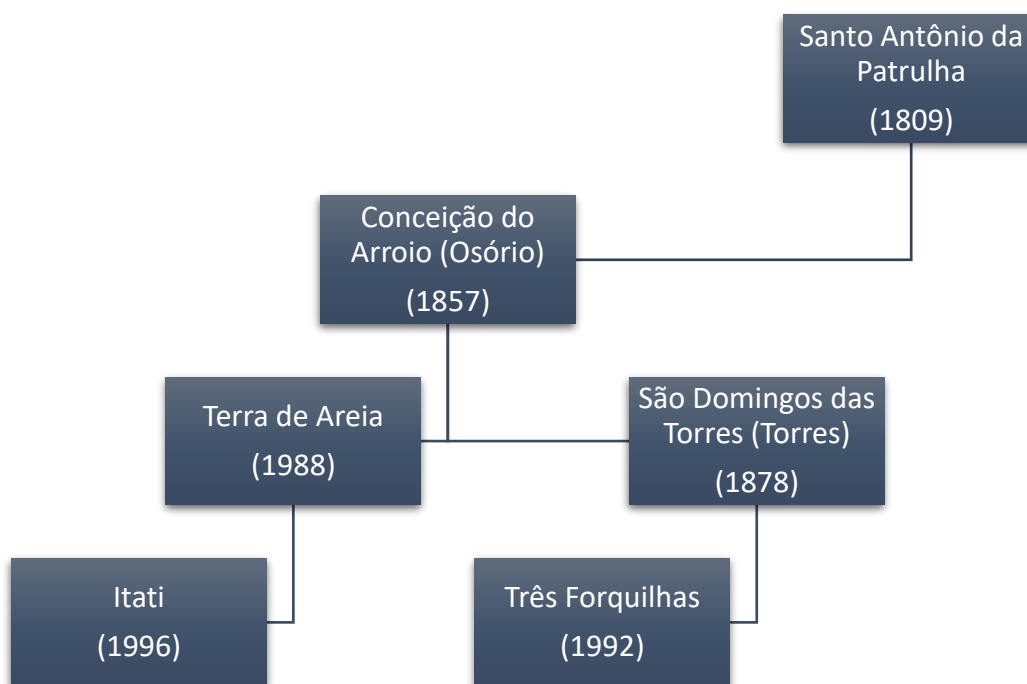 Santo Antônio da
Patrulha
(1809)
Conceição do
Arroio (Osório)
(1857)
Terra de Areia
(1988)
São Domingos das
Torres (Torres)
(1878)
Itati
(1996)
Três Forquilhas
(1992)